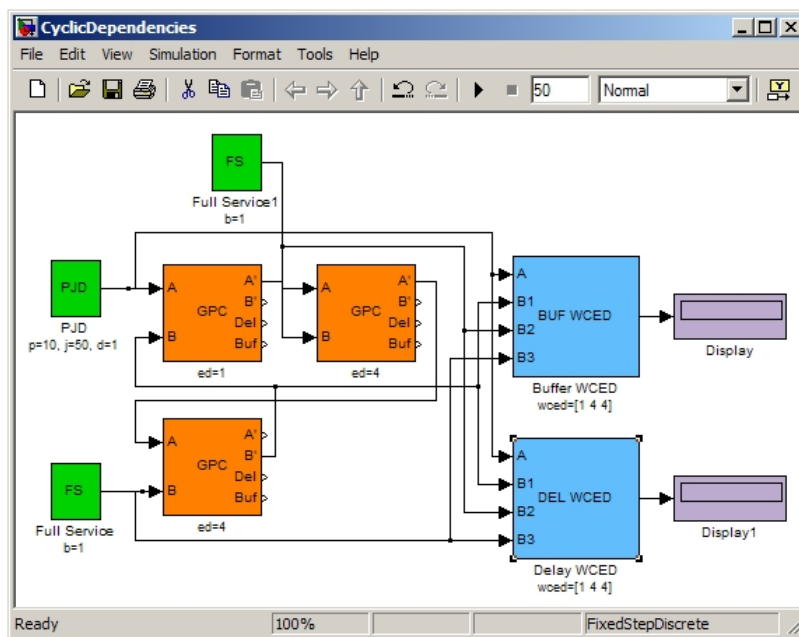 CyclicDependencies
File Edit View Simulation Format Tools Help
50 Normal
FS
Full Service1
b=1
PJD
PJD
p=10, j=50, d=1
A
B
GPC
A'
B'
Del
Buf
ed=1
A
B
GPC
A'
B'
Del
Buf
ed=4
A
B1
B2
B3
BUF WCED
Buffer WCED
wced=[1 4 4]
Display
FS
Full Service
b=1
A
B
GPC
A'
B'
Del
Buf
ed=4
A
B1
B2
B3
DEL WCED
Delay WCED
wced=[1 4 4]
Display1
Ready 100% FixedStepDiscrete